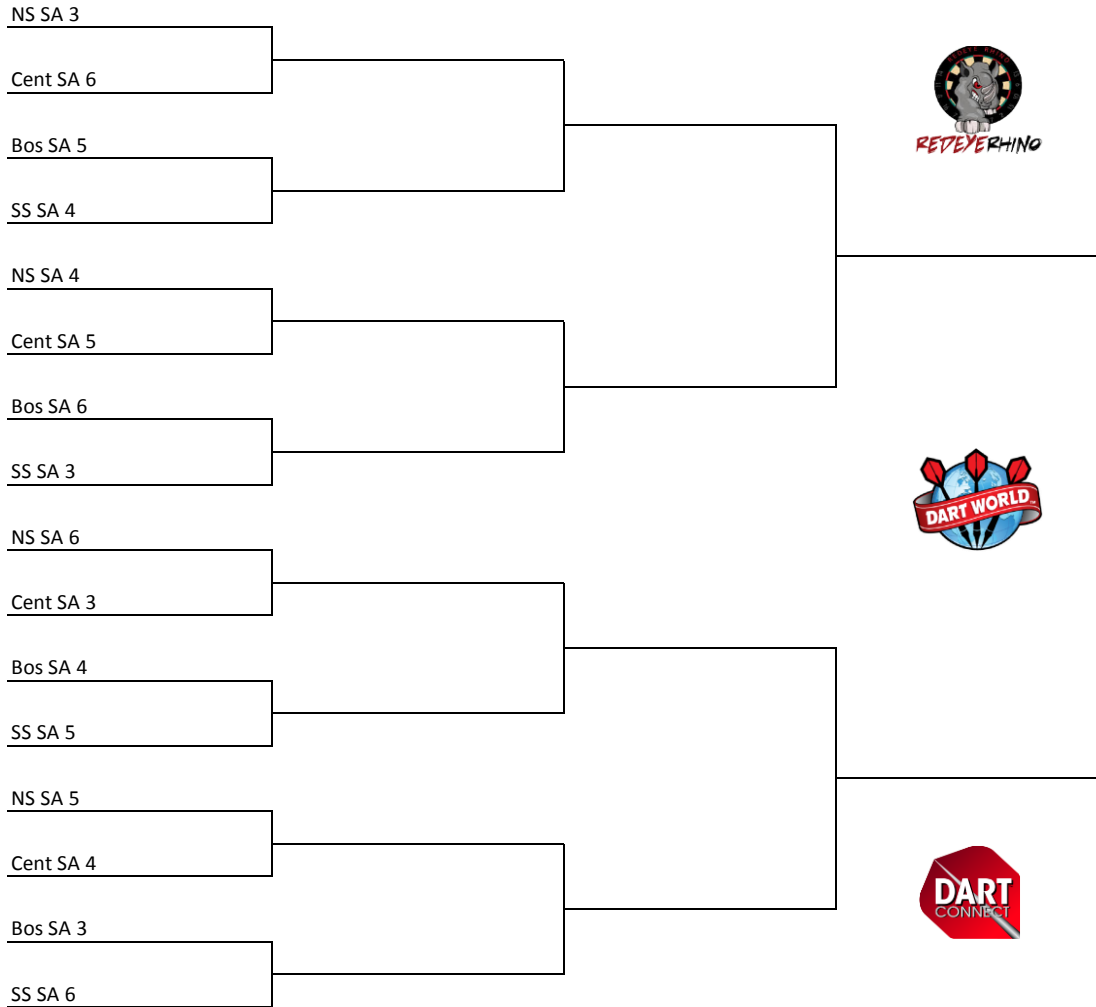 NS SA 3
Cent SA 6
REDEYERHINO
Bos SA 5
SS SA 4
NS SA 4
Cent SA 5
Bos SA 6
SS SA 3
DART WORLD
NS SA 6
Cent SA 3
Bos SA 4
SS SA 5
NS SA 5
Cent SA 4
DART
CONNECT
Bos SA 3
SS SA 6